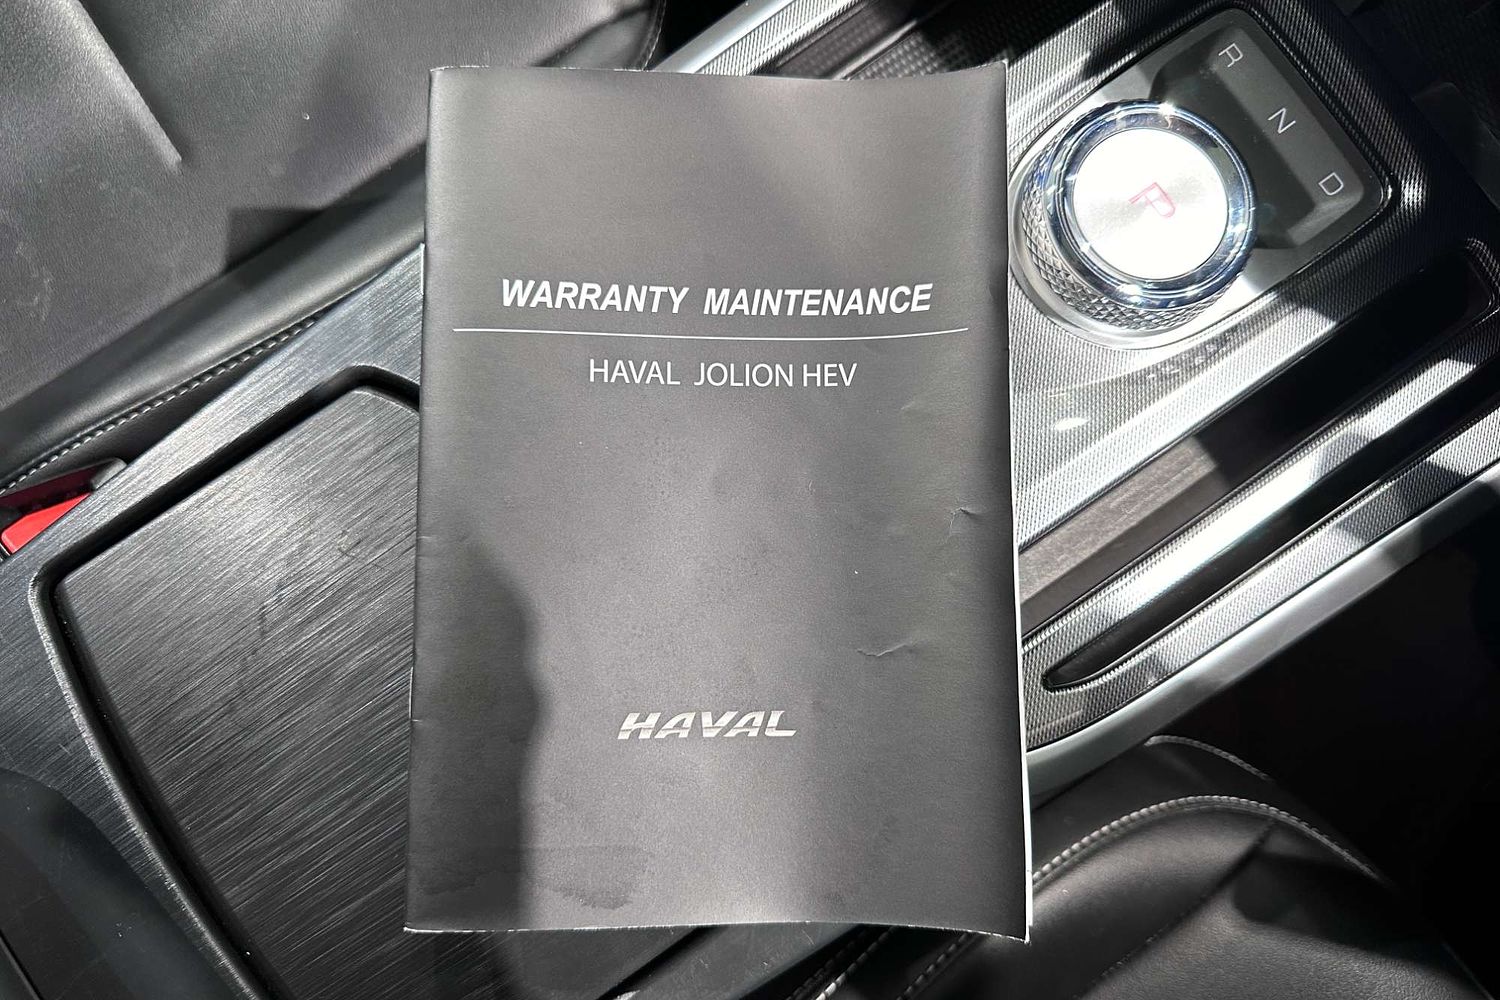 WARRANTY MAINTENANCE
HAVAL JOLION HEV
HAVAL
R
N
D
P